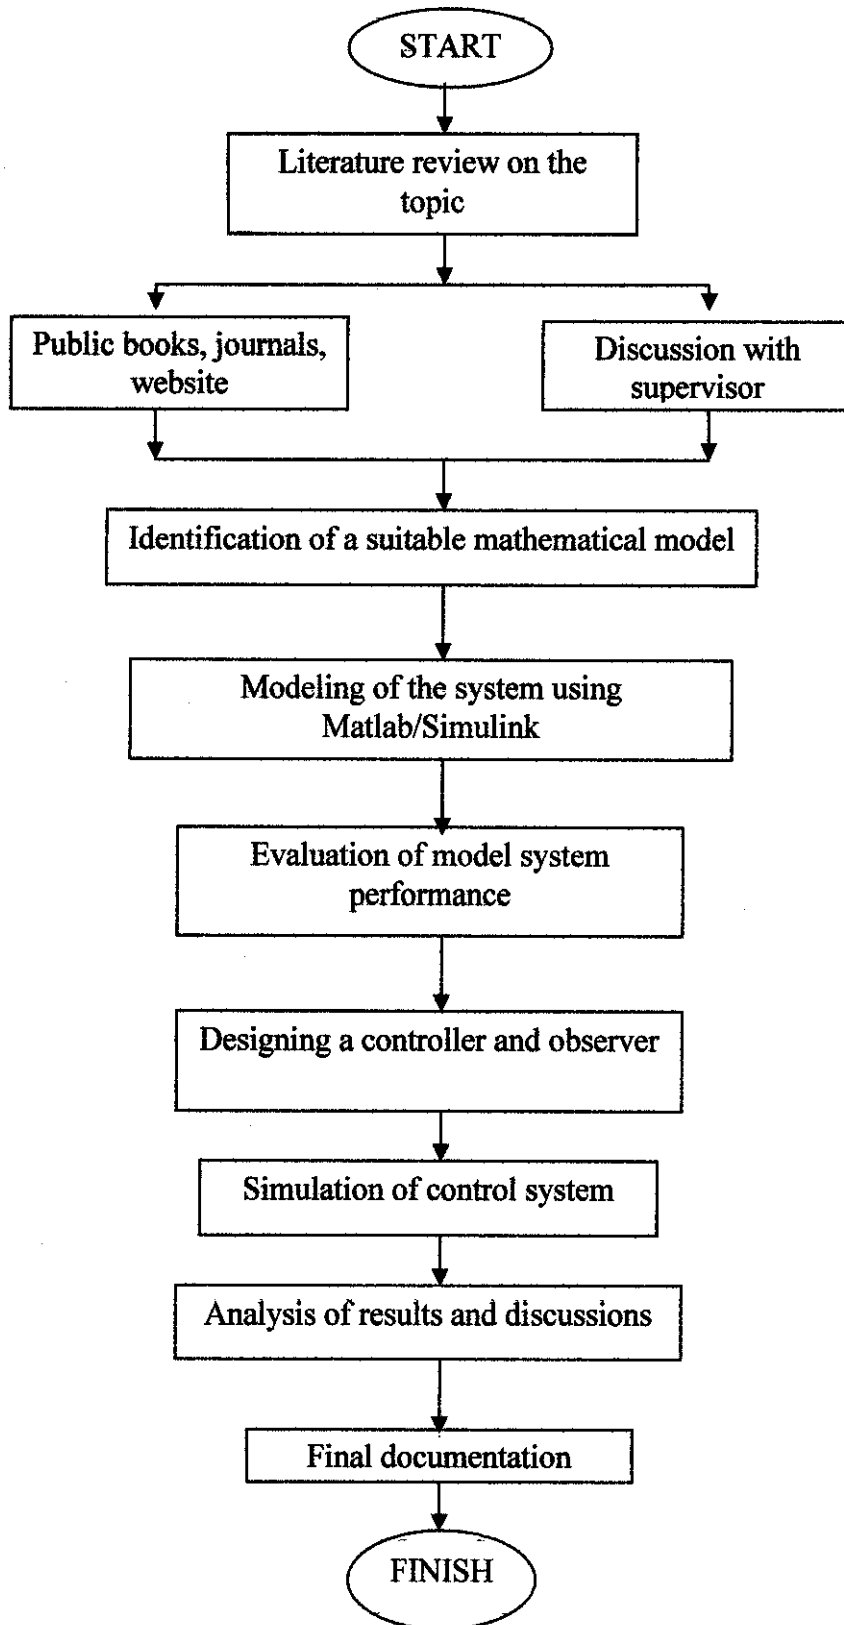 START
Literature review on the
topic
Public books, journals,
website
Discussion with
supervisor
Identification of a suitable mathematical model
Modeling of the system using
Matlab/Simulink
Evaluation of model system
performance
Designing a controller and observer
Simulation of control system
Analysis of results and discussions
Final documentation
FINISH